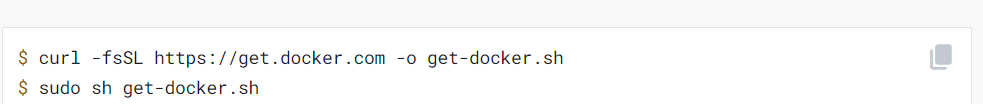 $ curl -fsSL https://get.docker.com -o get-docker.sh
$ sudo sh get-docker.sh